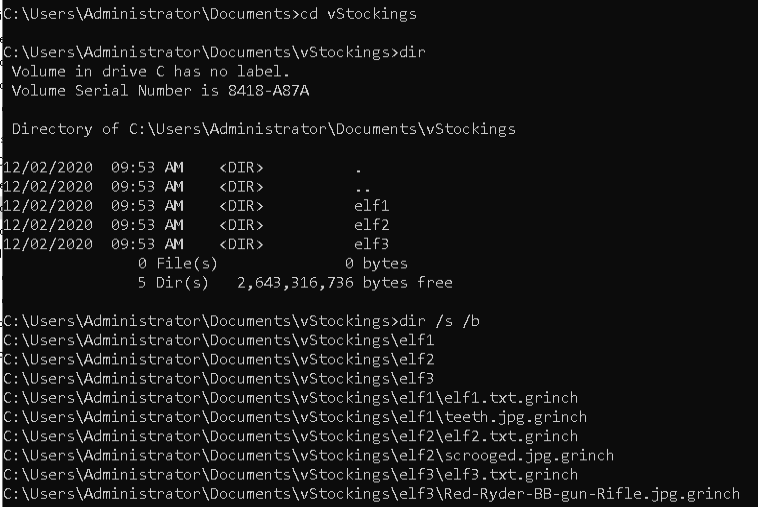 C:\Users\Administrator\Documents>cd vStockings
C:\Users\Administrator\Documents\vStockings>dir
Volume in drive C has no label.
Volume Serial Number is 8418-A87A
Directory of C:\Users\Administrator\Documents\vStockings
12/02/2020  09:53 AM    <DIR>          .
12/02/2020  09:53 AM    <DIR>          ..
12/02/2020  09:53 AM    <DIR>          elf1
12/02/2020  09:53 AM    <DIR>          elf2
12/02/2020  09:53 AM    <DIR>          elf3
0 File(s)              0 bytes
5 Dir(s)   2,643,316,736 bytes free
C:\Users\Administrator\Documents\vStockings>dir /s /b
C:\Users\Administrator\Documents\vStockings\elf1
C:\Users\Administrator\Documents\vStockings\elf2
C:\Users\Administrator\Documents\vStockings\elf3
C:\Users\Administrator\Documents\vStockings\elf1\elf1.txt.grinch
C:\Users\Administrator\Documents\vStockings\elf1\teeth.jpg.grinch
C:\Users\Administrator\Documents\vStockings\elf2\elf2.txt.grinch
C:\Users\Administrator\Documents\vStockings\elf2\scrooged.jpg.grinch
C:\Users\Administrator\Documents\vStockings\elf3\elf3.txt.grinch
C:\Users\Administrator\Documents\vStockings\elf3\Red-Ryder-BB-gun-Rifle.jpg.grinch